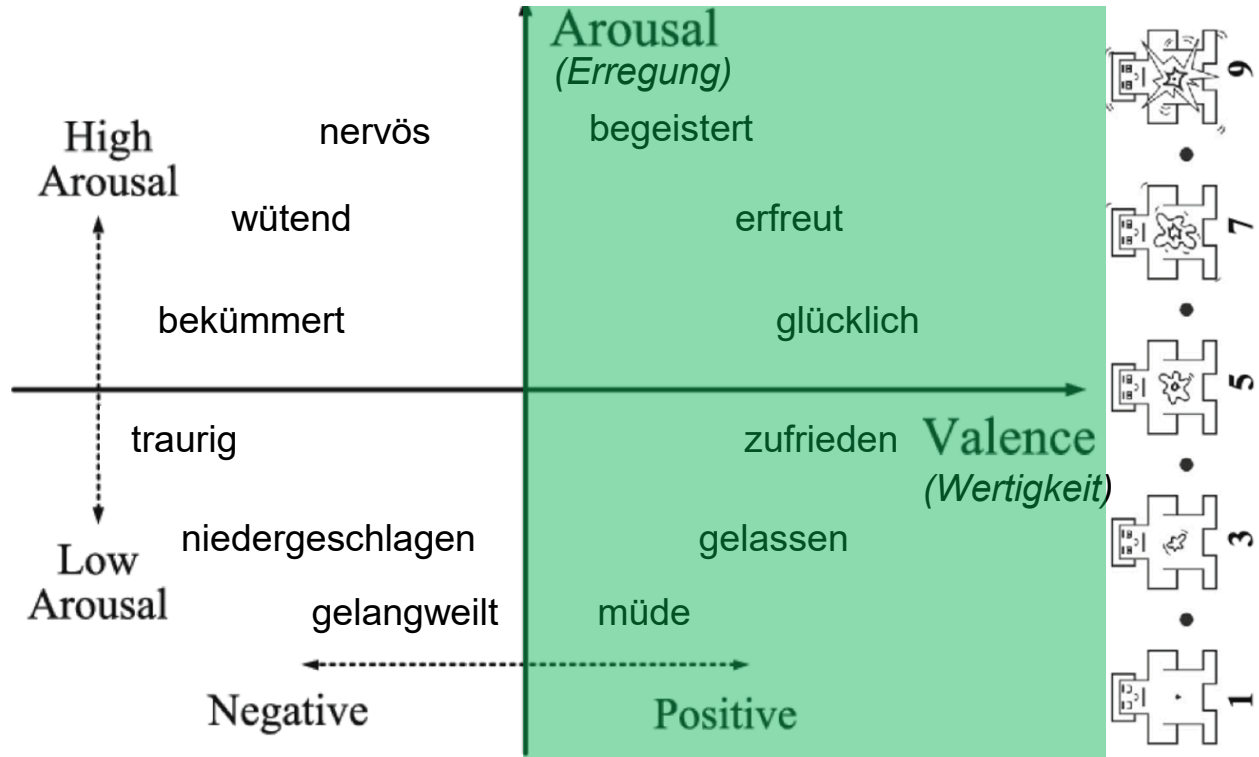 Arousal
(Erregung)
High
Arousal
nervös
begeistert
wütend
erfreut
bekümmert
glücklich
traurig
zufrieden
Valence
(Wertigkeit)
niedergeschlagen
gelassen
Low
Arousal
gelangweilt
müde
Negative
Positive
9
7
5
3
1